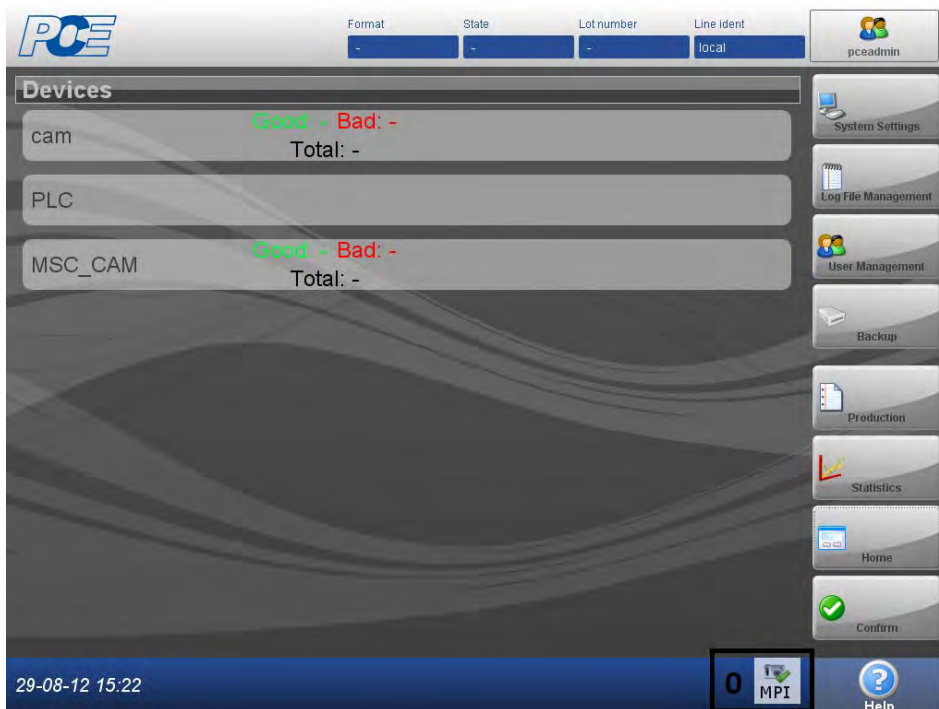 PCE
Format State Lot number Line ident
- - - local
pceadmin
Devices
cam
Good: - Bad: -
Total: -
PLC
MSC_CAM
Good: - Bad: -
Total: -
System Settings
Log File Management
User Management
Backup
Production
Statistics
Home
Confirm
29-08-12 15:22
0
MPI
Help